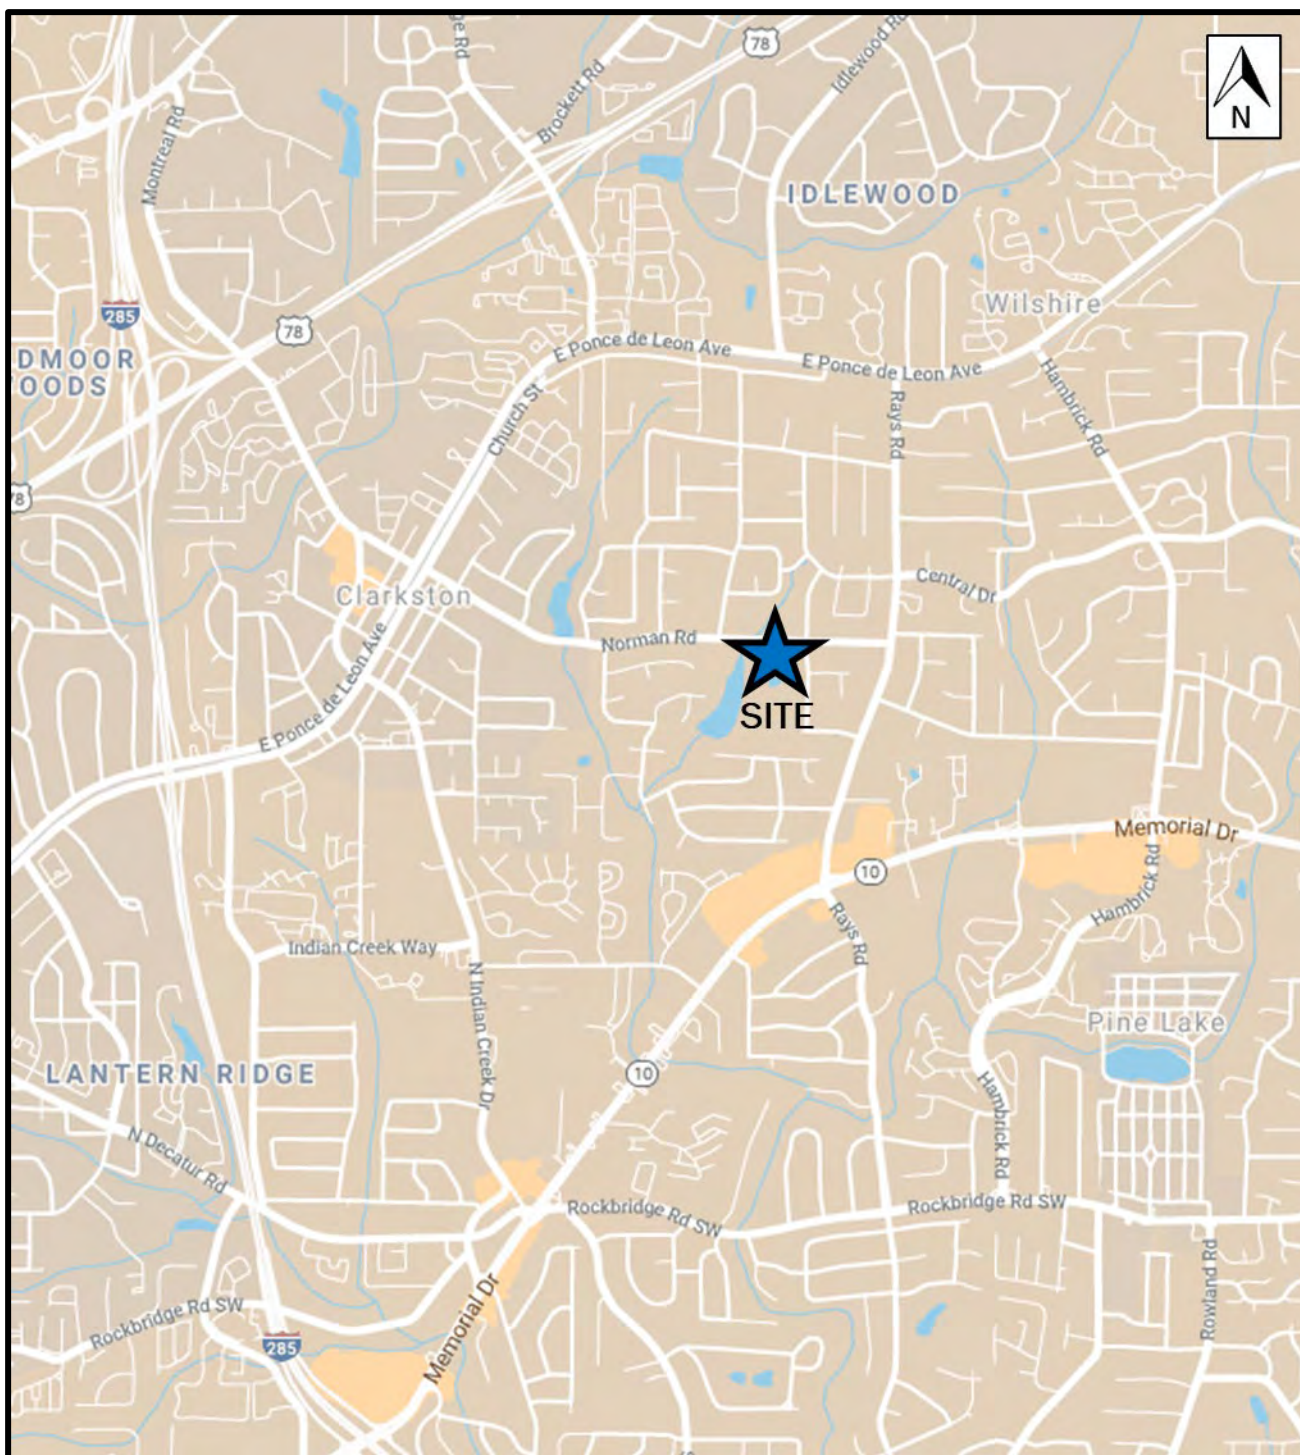 ge Rd
78
Idlewood Rd
Brockett Rd
N
Montreal Rd
IDLEWOOD
285
78
Wilshire
DMOOR
OODS
E Ponce de Leon Ave
E Ponce de Leon Ave
Hambrick Rd
Church St
Rays Rd
78
Central Dr
Clarkston
Norman Rd
SITE
E Ponce de Leon Ave
Memorial Dr
10
Hambrick Rd
Rays Rd
Indian Creek Way
N Indian Creek Dr
Pine Lake
LANTERN RIDGE
10
Hambrick Rd
N Decatur Rd
Rockbridge Rd SW
Rockbridge Rd SW
Rowland Rd
Rockbridge Rd SW
Memorial Dr
285